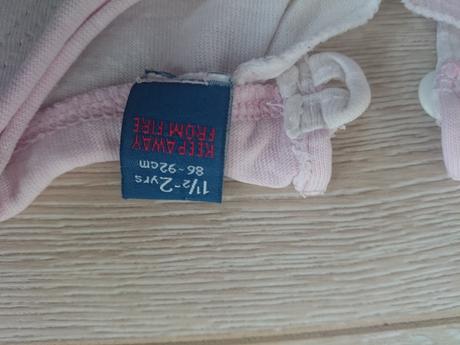 1½-2yrs
86-92cm
KEEP AWAY
FROM FIRE